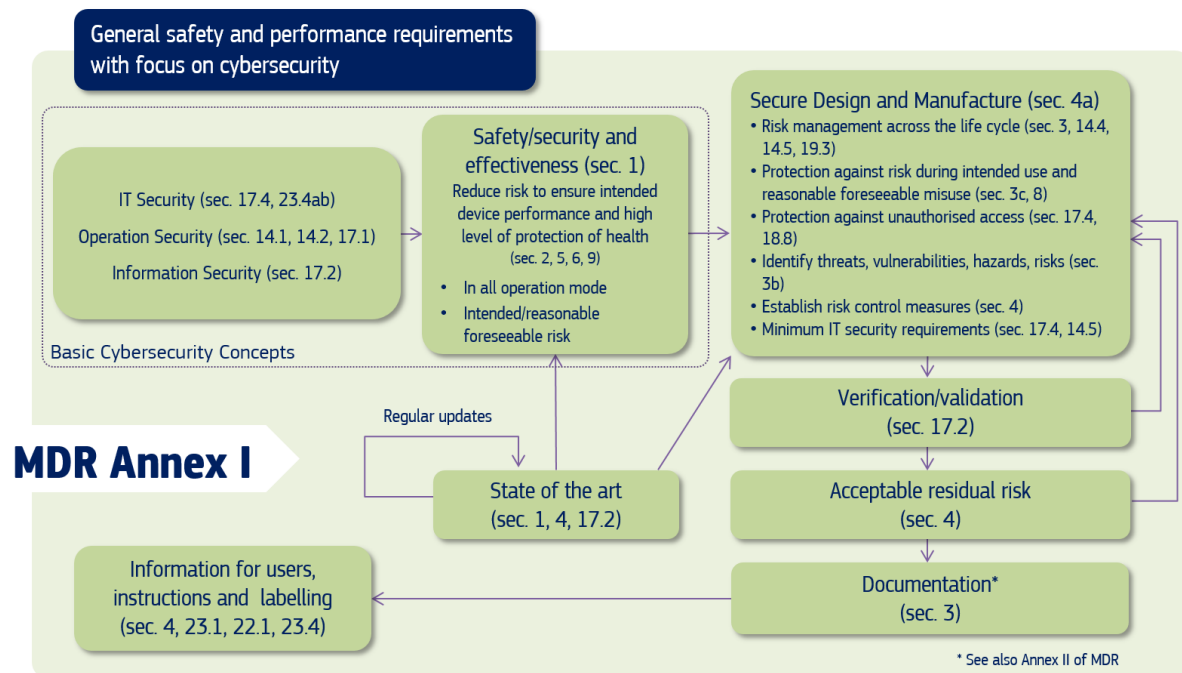 General safety and performance requirements
with focus on cybersecurity
IT Security (sec. 17.4, 23.4ab)
Operation Security (sec. 14.1, 14.2, 17.1)
Information Security (sec. 17.2)
Basic Cybersecurity Concepts
Safety/security and
effectiveness (sec. 1)
Reduce risk to ensure intended
device performance and high
level of protection of health
(sec. 2, 5, 6, 9)
• In all operation mode
• Intended/reasonable
foreseeable risk
Secure Design and Manufacture (sec. 4a)
• Risk management across the life cycle (sec. 3, 14.4,
14.5, 19.3)
• Protection against risk during intended use and
reasonable foreseeable misuse (sec. 3c, 8)
• Protection against unauthorised access (sec. 17.4,
18.8)
• Identify threats, vulnerabilities, hazards, risks (sec.
3b)
• Establish risk control measures (sec. 4)
• Minimum IT security requirements (sec. 17.4, 14.5)
Verification/validation
(sec. 17.2)
Regular updates
MDR Annex I
State of the art
(sec. 1, 4, 17.2)
Acceptable residual risk
(sec. 4)
Information for users,
instructions and labelling
(sec. 4, 23.1, 22.1, 23.4)
Documentation*
(sec. 3)
* See also Annex II of MDR